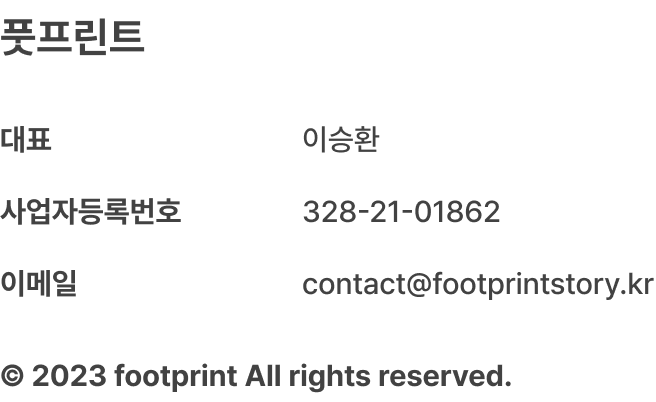 풋프린트
대표 이승환
사업자등록번호 328-21-01862
이메일 contact@footprintstory.kr
© 2023 footprint All rights reserved.